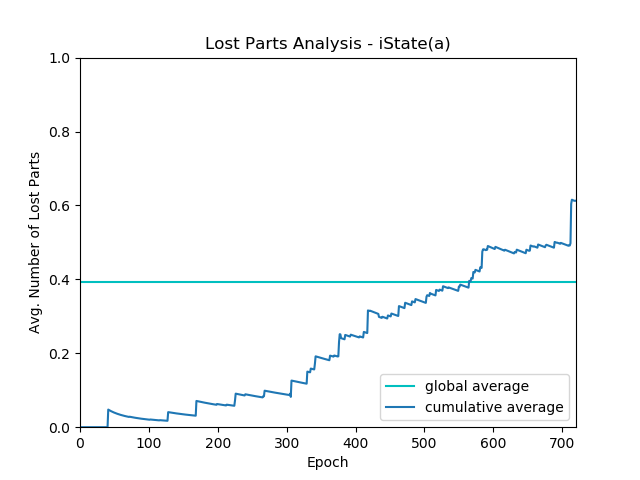 Lost Parts Analysis - iState(a)
1.0
0.8
0.6
0.4
0.2
0.0
Avg. Number of Lost Parts
global average
cumulative average
0 100 200 300 400 500 600 700
Epoch